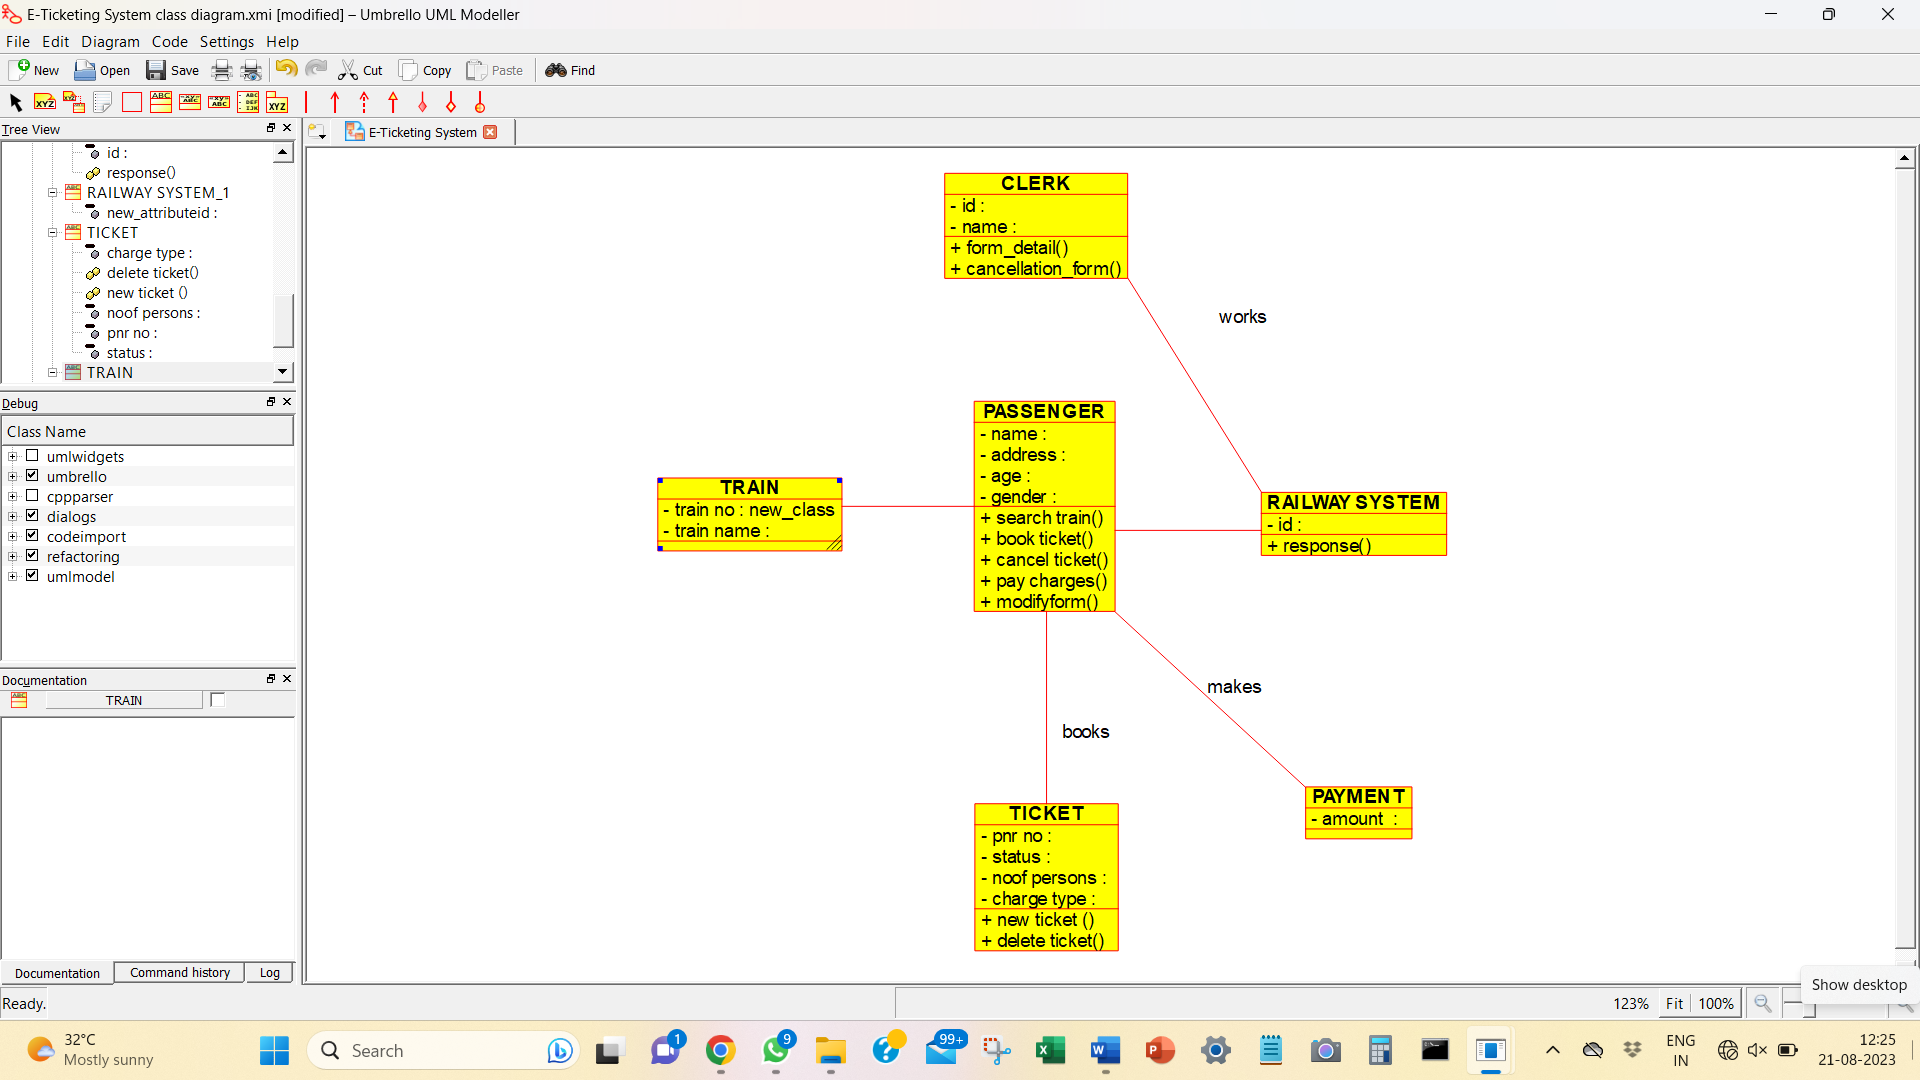 E-Ticketing System class diagram.xmi [modified] – Umbrello UML Modeller
File Edit Diagram Code Settings Help
New Open Save Cut Copy Paste Find
Tree View
E-Ticketing System
id :
response()
RAILWAY SYSTEM_1
new_attributeid :
TICKET
charge type :
delete ticket()
new ticket ()
noof persons :
pnr no :
status :
TRAIN
Debug
Class Name
umlwidgets
umbrello
cppparser
dialogs
codeimport
refactoring
umlmodel
Documentation
TRAIN
Documentation Command history Log
CLERK
- id :
- name :
+ form_detail()
+ cancellation_form()
works
PASSENGER
- name :
- address :
- age :
- gender :
+ search train()
+ book ticket()
+ cancel ticket()
+ pay charges()
+ modifyform()
TRAIN
- train no : new_class
- train name :
RAILWAY SYSTEM
- id :
+ response()
makes
books
TICKET
- pnr no :
- status :
- noof persons :
- charge type :
+ new ticket ()
+ delete ticket()
PAYMENT
- amount :
Show desktop
Ready.
123% Fit 100%
32°C
Mostly sunny
Search
1
9
99+
ENG
IN
12:25
21-08-2023